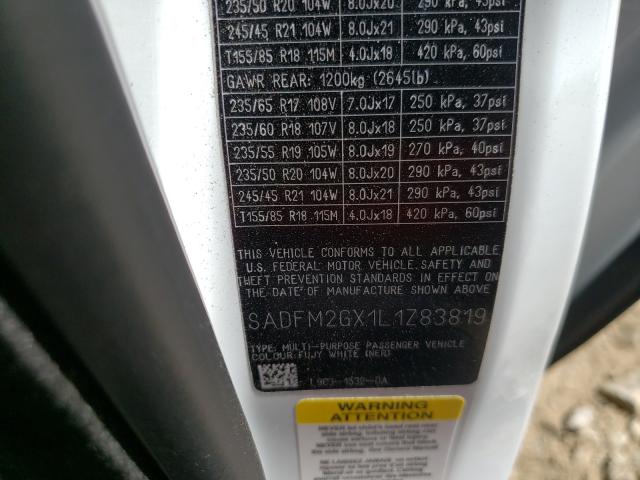 235/50 R20 104W 8.0Jx20 290 kPa, 43psi
245/45 R21 104W 8.0Jx21 290 kPa, 43psi
T155/85 R18 115M 4.0Jx18 420 kPa, 60psi
GAWR REAR: 1200kg (2645lb)
235/65 R17 108V 7.0Jx17 250 kPa, 37psi
235/60 R18 107V 8.0Jx18 250 kPa, 37psi
235/55 R19 105W 8.0Jx19 270 kPa, 40psi
235/50 R20 104W 8.0Jx20 290 kPa, 43psi
245/45 R21 104W 8.0Jx21 290 kPa, 43psi
T155/85 R18 115M 4.0Jx18 420 kPa, 60psi
THIS VEHICLE CONFORMS TO ALL APPLICABLE
U.S. FEDERAL MOTOR VEHICLE SAFETY AND
THEFT PREVENTION STANDARDS IN EFFECT ON
THE DATE OF MANUFACTURE SHOWN ABOVE
SADFM2GX1L1Z83819
TYPE: MULTI-PURPOSE PASSENGER VEHICLE
COLOUR:FUJI WHITE (NER)
WARNING
ATTENTION
NEVER let child's head rest near